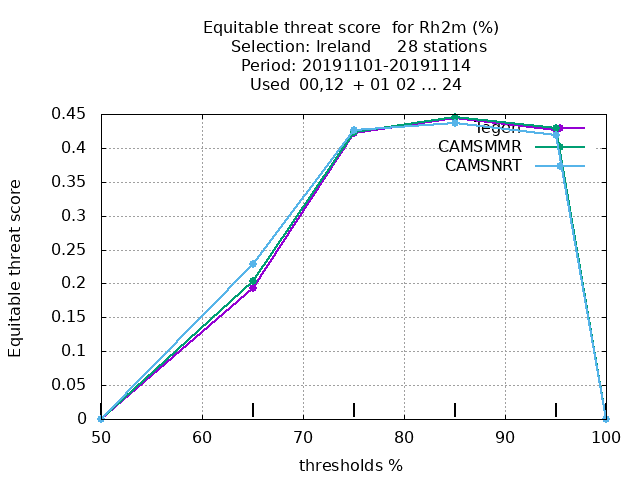 Equitable threat score for Rh2m (%)
Selection: Ireland 28 stations
Period: 20191101-20191114
Used 00,12 + 01 02 ... 24
0.45
0.4
0.35
0.3
0.25
0.2
0.15
0.1
0.05
0
Equitable threat score
Tegen
CAMSMMR
CAMSNRT
50 60 70 80 90 100
thresholds %